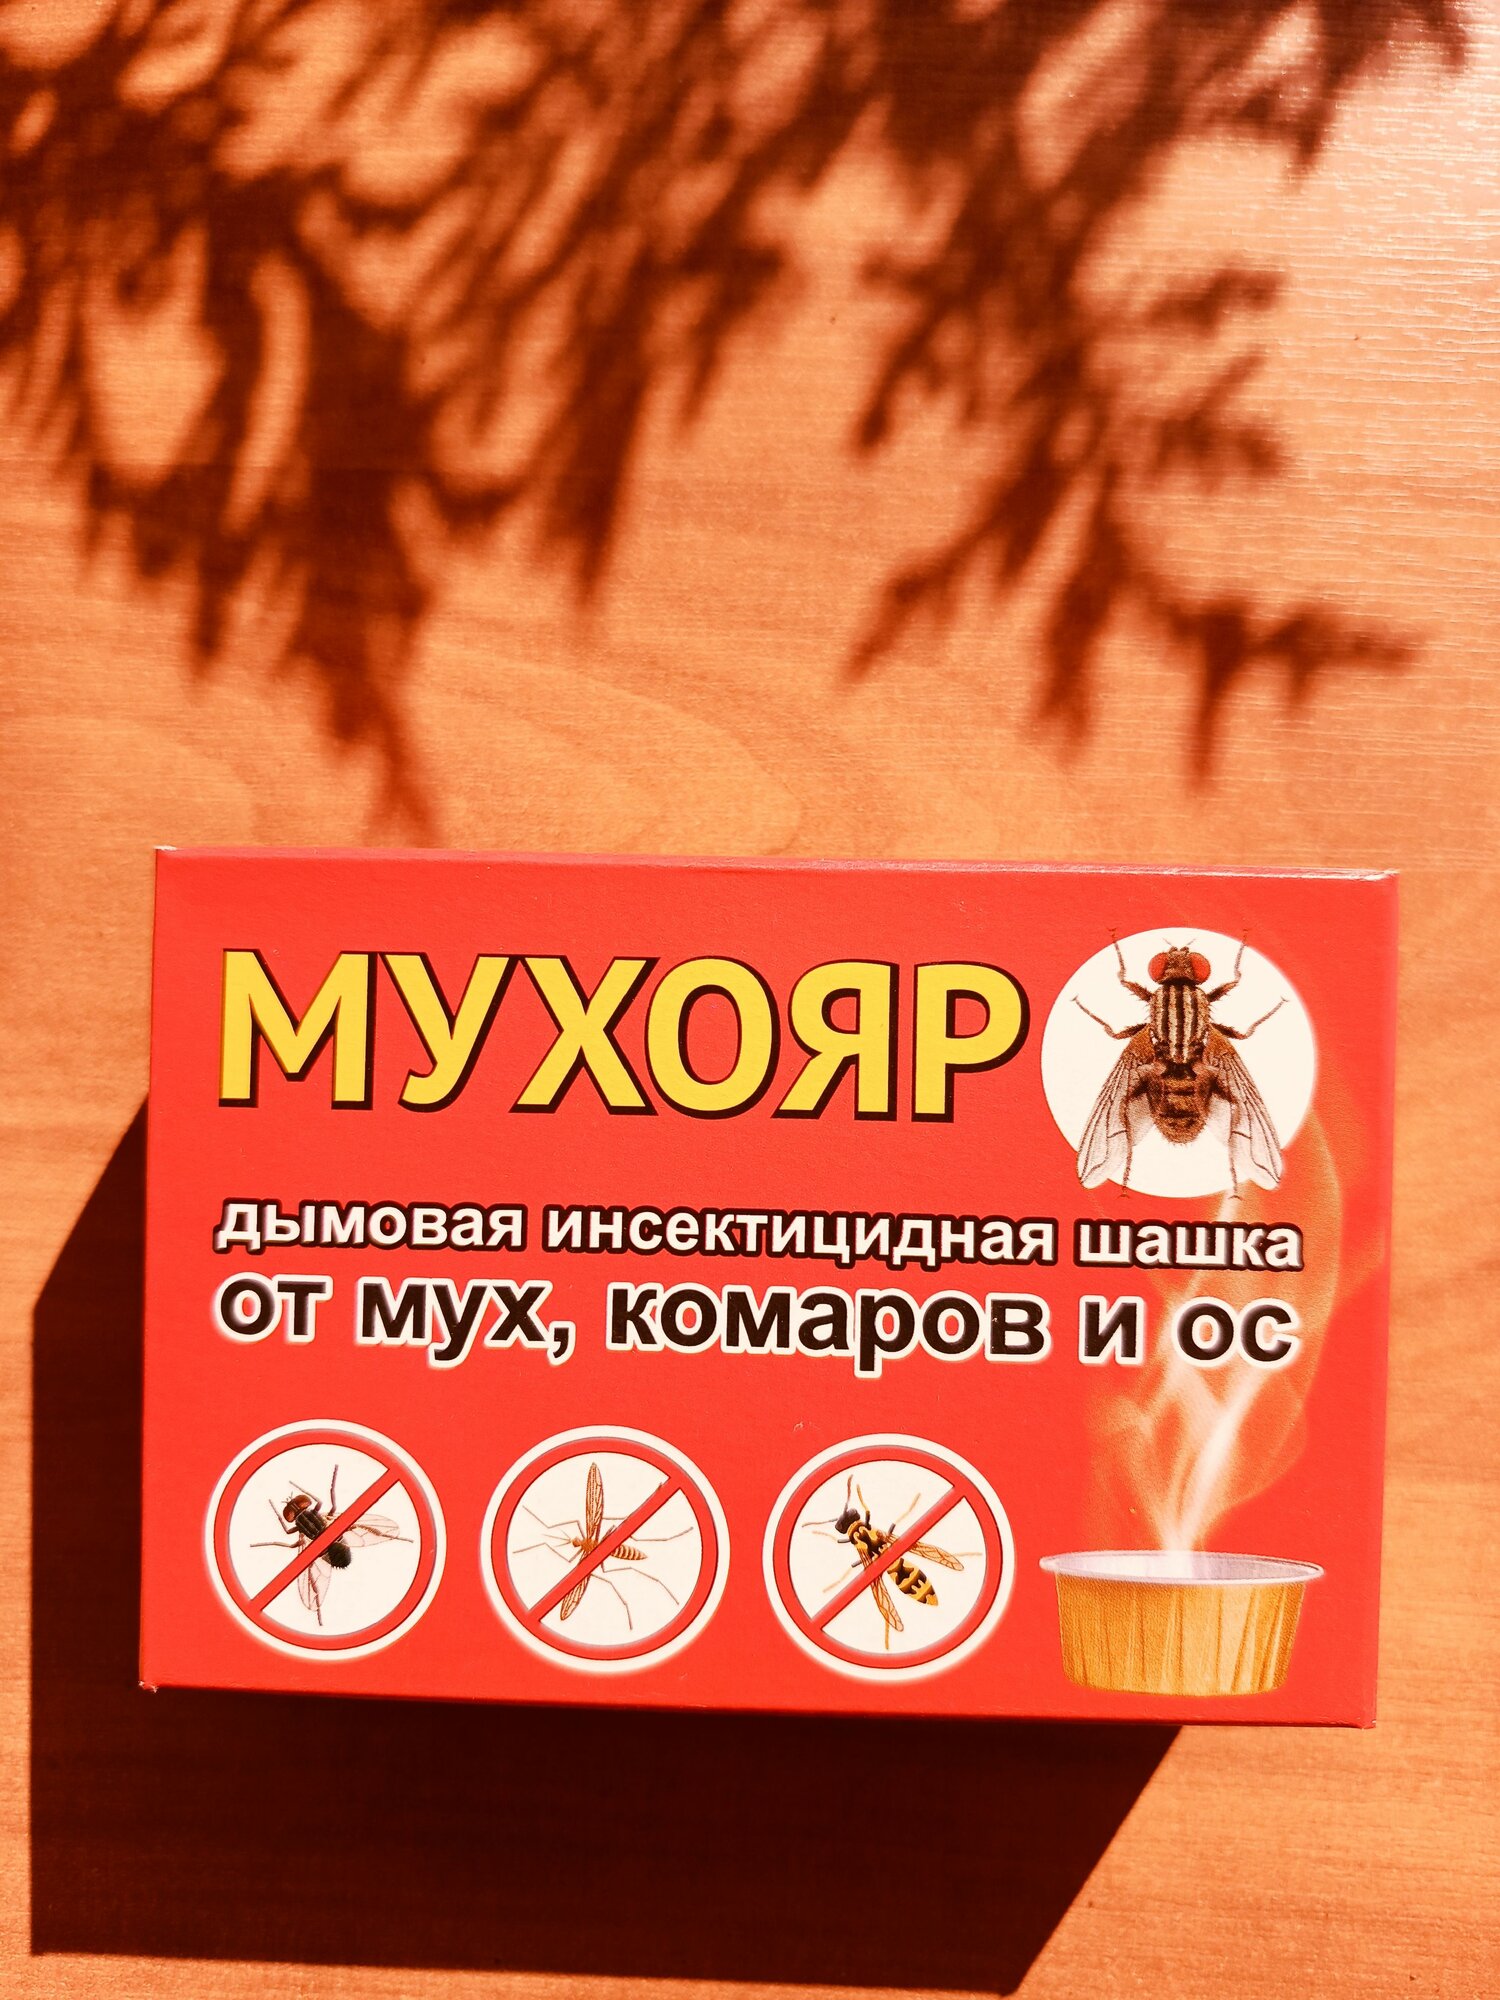 МУХОЯР
дымовая инсектицидная шашка
от мух, комаров и ос